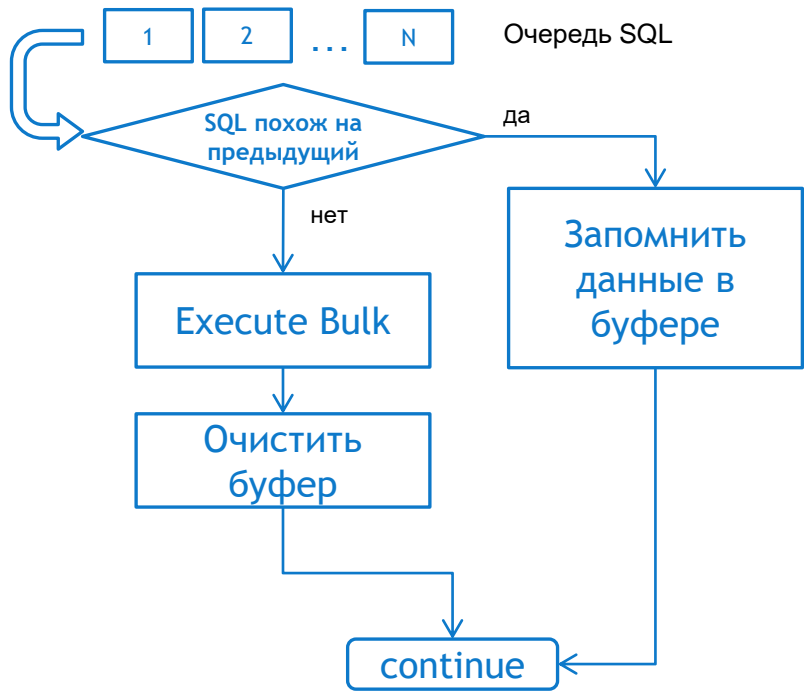 1 2 ... N Очередь SQL
SQL похож на
предыдущий
да
нет
Запомнить
данные в
буфере
Execute Bulk
Очистить
буфер
continue